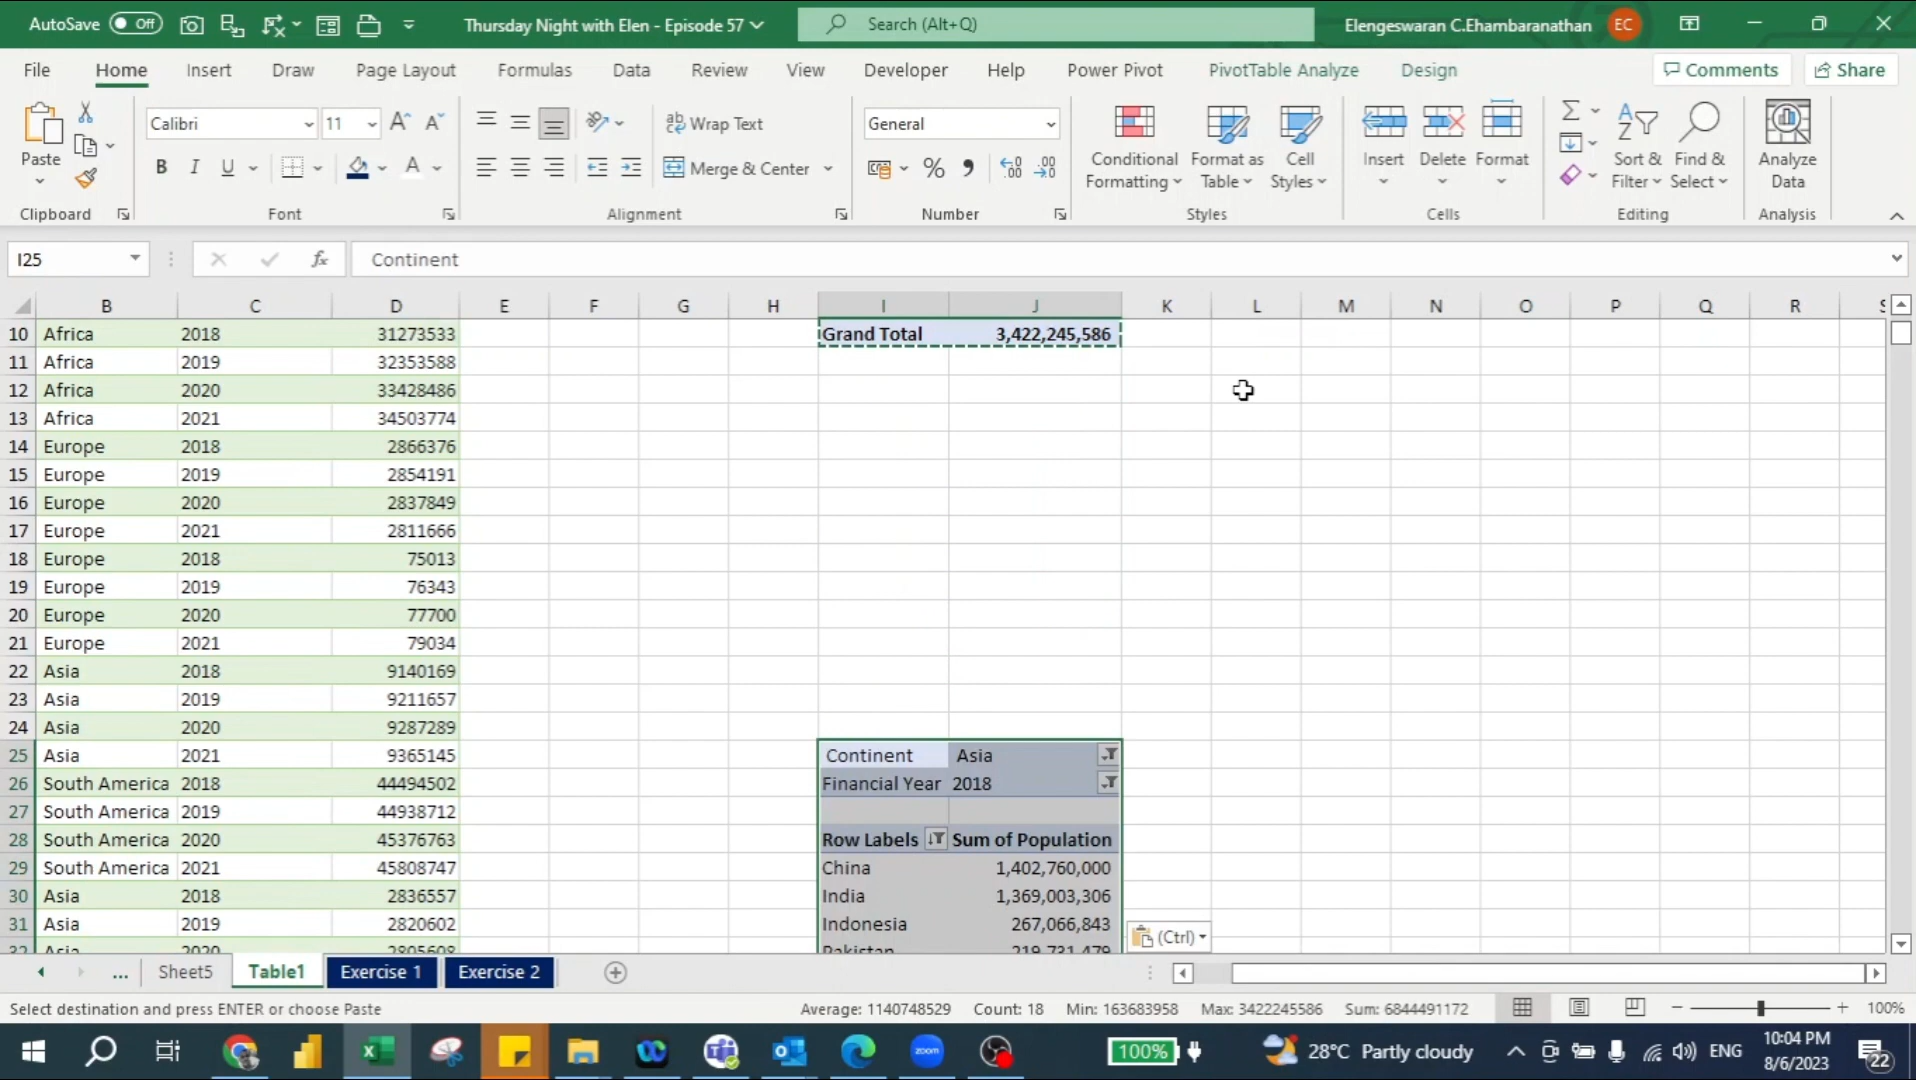 AutoSave Off Thursday Night with Elen - Episode 57 Search (Alt+Q) Elengeswaran C.Ehambaranathan EC
File Home Insert Draw Page Layout Formulas Data Review View Developer Help Power Pivot PivotTable Analyze Design Comments Share
Calibri 11 Wrap Text General
Paste B I U Merge & Center % Conditional Formatting Format as Table Cell Styles Insert Delete Format Sort & Filter Find & Select Analyze Data
Clipboard Font Alignment Number Styles Cells Editing Analysis
I25 fx Continent
B C D E F G H I J K L M N O P Q R
10 Africa 2018 31273533 Grand Total 3,422,245,586
11 Africa 2019 32353588
12 Africa 2020 33428486
13 Africa 2021 34503774
14 Europe 2018 2866376
15 Europe 2019 2854191
16 Europe 2020 2837849
17 Europe 2021 2811666
18 Europe 2018 75013
19 Europe 2019 76343
20 Europe 2020 77700
21 Europe 2021 79034
22 Asia 2018 9140169
23 Asia 2019 9211657
24 Asia 2020 9287289
25 Asia 2021 9365145 Continent Asia
26 South America 2018 44494502 Financial Year 2018
27 South America 2019 44938712
28 South America 2020 45376763 Row Labels Sum of Population
29 South America 2021 45808747 China 1,402,760,000
30 Asia 2018 2836557 India 1,369,003,306
31 Asia 2019 2820602 Indonesia 267,066,843
32 Asia 2020 2805608 Pakistan 219,731,479
(Ctrl)
... Sheet5 Table1 Exercise 1 Exercise 2
Select destination and press ENTER or choose Paste Average: 1140748529 Count: 18 Min: 163683958 Max: 3422245586 Sum: 6844491172 100%
zoom 100% 28°C Partly cloudy ENG 10:04 PM
8/6/2023 22